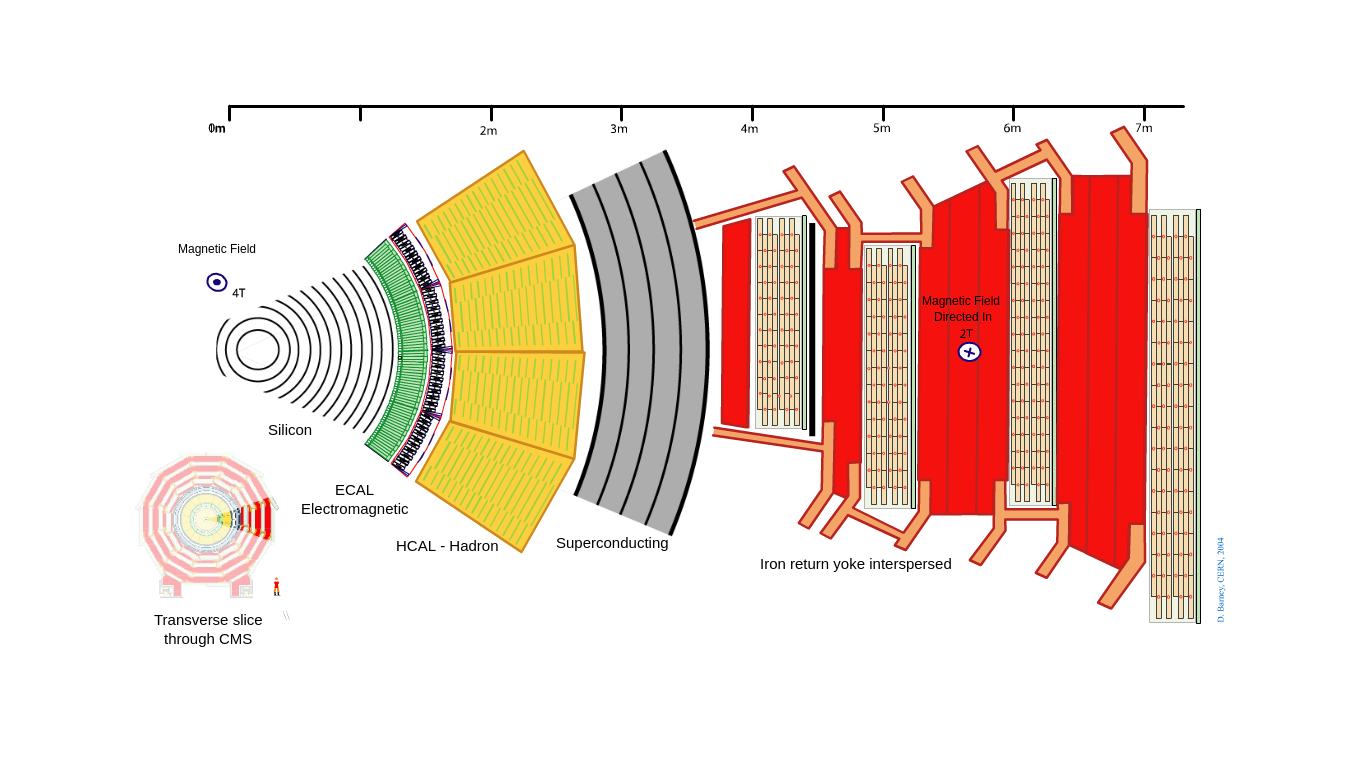 0m
2m
3m
4m
5m
6m
7m
Magnetic Field
4T
Magnetic Field
Directed In
2T
Silicon
ECAL
Electromagnetic
HCAL - Hadron
Superconducting
Iron return yoke interspersed
Transverse slice
through CMS
D. Barney, CERN, 2004